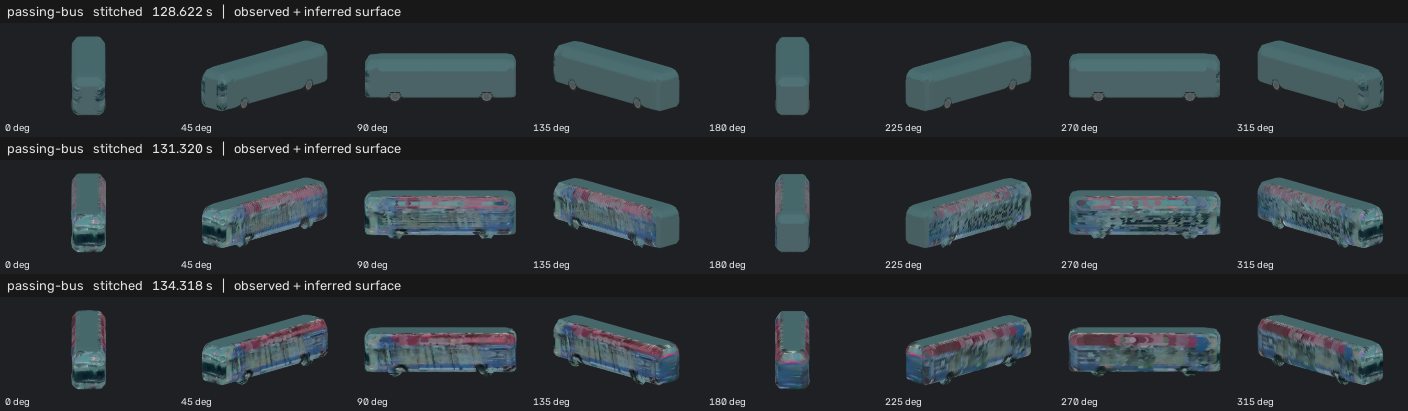 passing-bus stitched 128.622 s | observed + inferred surface
0 deg 45 deg 90 deg 135 deg 180 deg 225 deg 270 deg 315 deg
passing-bus stitched 131.320 s | observed + inferred surface
0 deg 45 deg 90 deg 135 deg 180 deg 225 deg 270 deg 315 deg
passing-bus stitched 134.318 s | observed + inferred surface
0 deg 45 deg 90 deg 135 deg 180 deg 225 deg 270 deg 315 deg